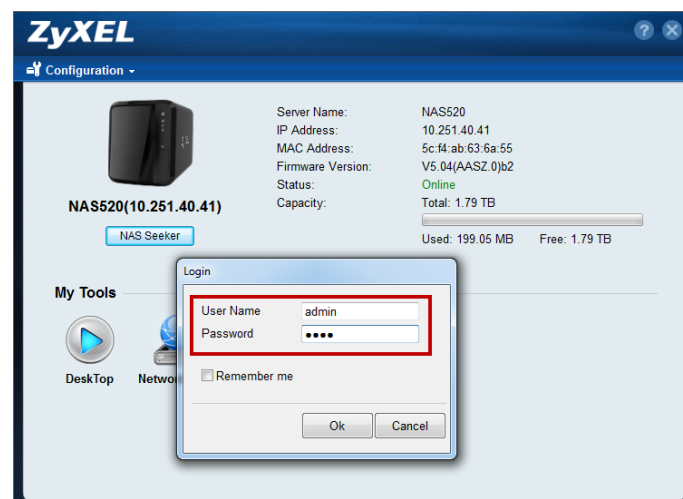 ZyXEL
Configuration
Server Name: NAS520
IP Address: 10.251.40.41
MAC Address: 5c:f4:ab:63:6a:55
Firmware Version: V5.04(AASZ.0)b2
Status: Online
Capacity: Total: 1.79 TB
Used: 199.05 MB Free: 1.79 TB
NAS520(10.251.40.41)
NAS Seeker
My Tools
DeskTop
Login
User Name admin
Password ••••
Remember me
Ok Cancel